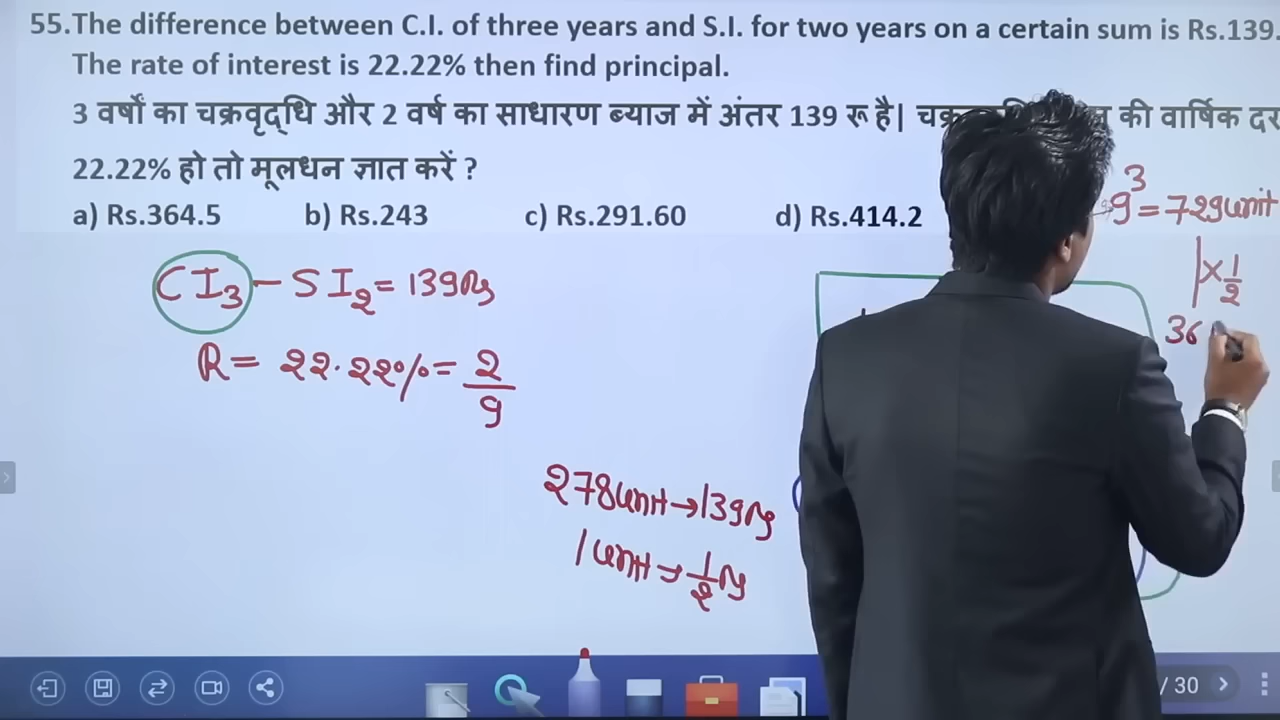 55.The difference between C.I. of three years and S.I. for two years on a certain sum is Rs.139.
The rate of interest is 22.22% then find principal.
3 वर्षों का चक्रवृद्धि और 2 वर्ष का साधारण ब्याज में अंतर 139 रू है| की वार्षिक दर
22.22% हो तो मूलधन ज्ञात करें ?
a) Rs.364.5 b) Rs.243 c) Rs.291.60 d) Rs.414.2
9³=729unit
×1/2
36
CI₃ - SI₂ = 139Rs
R = 22.22% = 2/9
278unit→139Rs
1unit→1/2Rs
/ 30